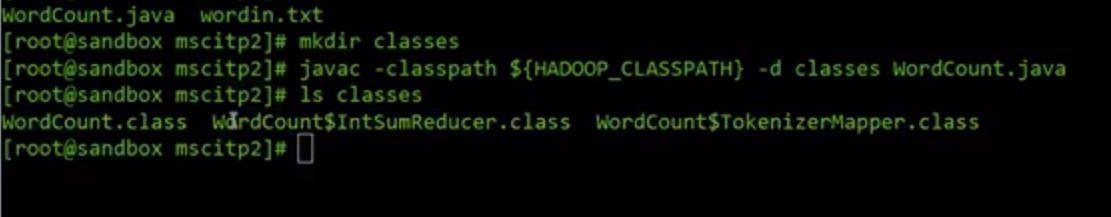 WordCount.java wordin.txt
[root@sandbox mscitp2]# mkdir classes
[root@sandbox mscitp2]# javac -classpath ${HADOOP_CLASSPATH} -d classes WordCount.java
[root@sandbox mscitp2]# ls classes
WordCount.class WordCount$IntSumReducer.class WordCount$TokenizerMapper.class
[root@sandbox mscitp2]#